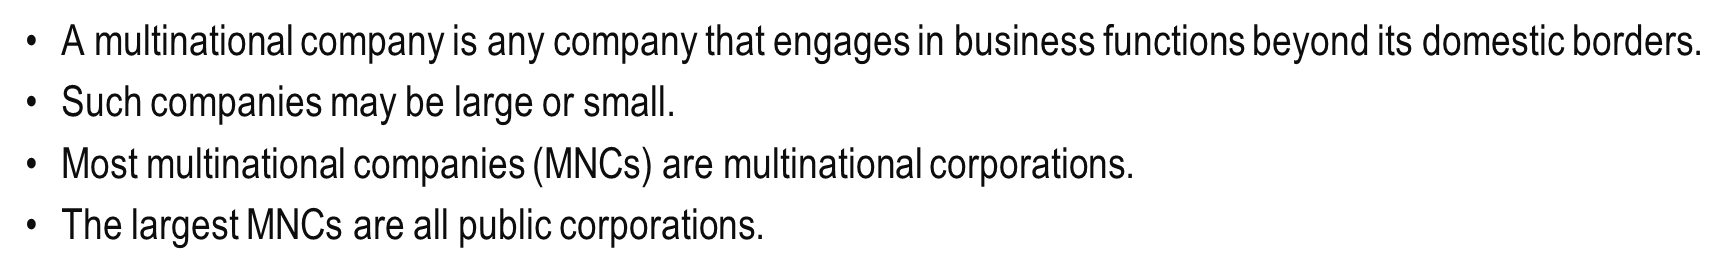 • A multinational company is any company that engages in business functions beyond its domestic borders.
• Such companies may be large or small.
• Most multinational companies (MNCs) are multinational corporations.
• The largest MNCs are all public corporations.